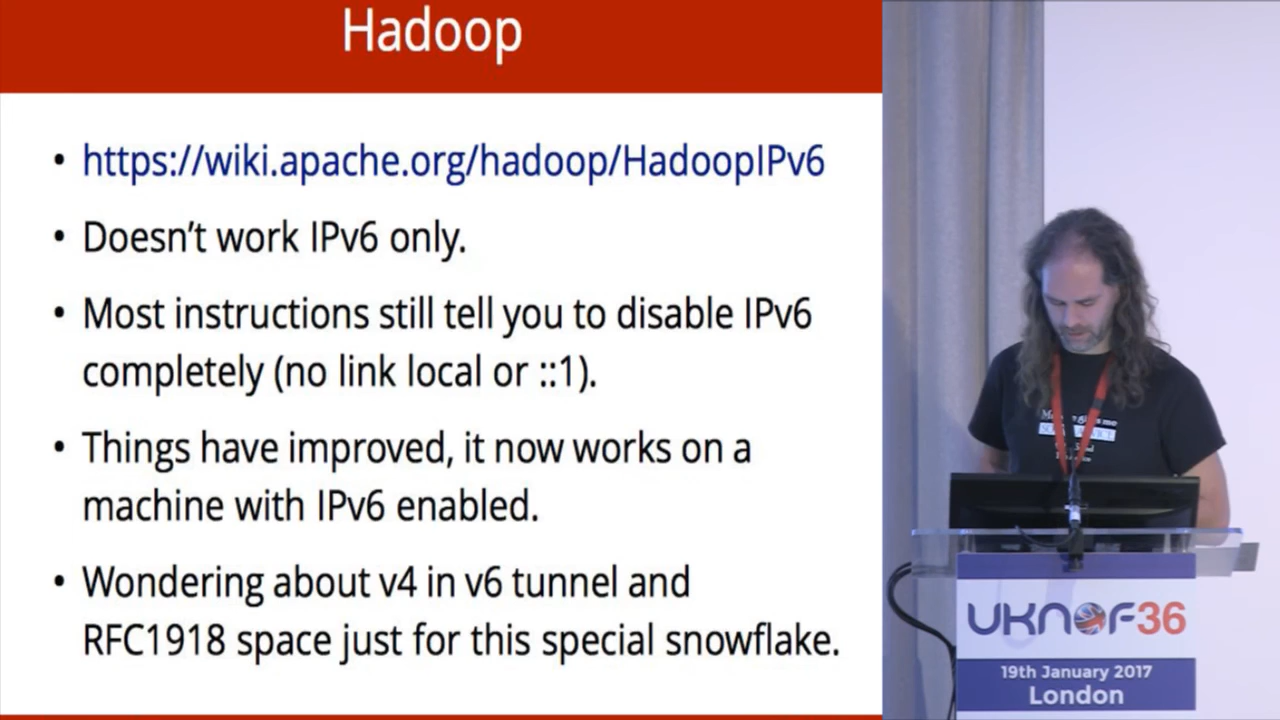 Hadoop
• https://wiki.apache.org/hadoop/HadoopIPv6
• Doesn't work IPv6 only.
• Most instructions still tell you to disable IPv6
completely (no link local or ::1).
• Things have improved, it now works on a
machine with IPv6 enabled.
• Wondering about v4 in v6 tunnel and
RFC1918 space just for this special snowflake.
UKNOF36
19th January 2017
London